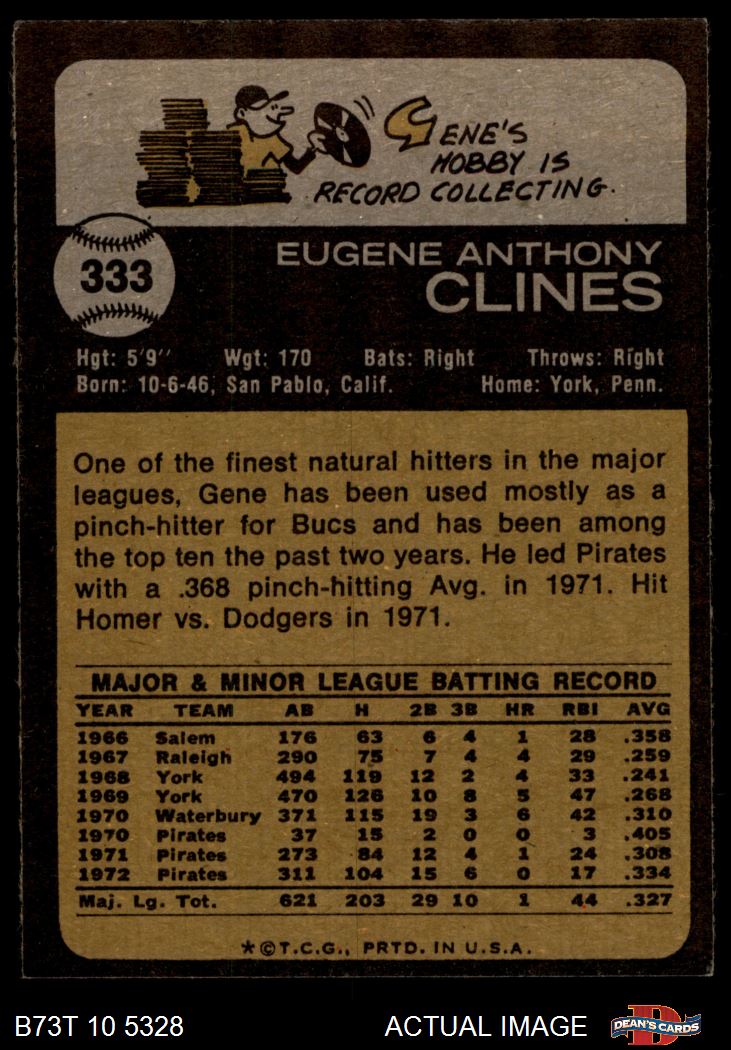 GENE'S
HOBBY IS
RECORD COLLECTING.
333
EUGENE ANTHONY
CLINES
Hgt: 5'9" Wgt: 170 Bats: Right Throws: Right
Born: 10-6-46, San Pablo, Calif. Home: York, Penn.
One of the finest natural hitters in the major
leagues, Gene has been used mostly as a
pinch-hitter for Bucs and has been among
the top ten the past two years. He led Pirates
with a .368 pinch-hitting Avg. in 1971. Hit
Homer vs. Dodgers in 1971.
MAJOR & MINOR LEAGUE BATTING RECORD
YEAR TEAM AB H 2B 3B HR RBI AVG
1966 Salem 176 63 6 4 1 28 .358
1967 Raleigh 290 75 7 4 4 29 .259
1968 York 494 119 12 2 4 33 .241
1969 York 470 126 10 8 5 47 .268
1970 Waterbury 371 115 19 3 6 42 .310
1970 Pirates 37 15 2 0 0 3 .405
1971 Pirates 273 84 12 4 1 24 .308
1972 Pirates 311 104 15 6 0 17 .334
Maj. Lg. Tot. 621 203 29 10 1 44 .327
*©T.C.G., PRTD. IN U.S.A.
B73T 10 5328 ACTUAL IMAGE DEAN'S CARDS